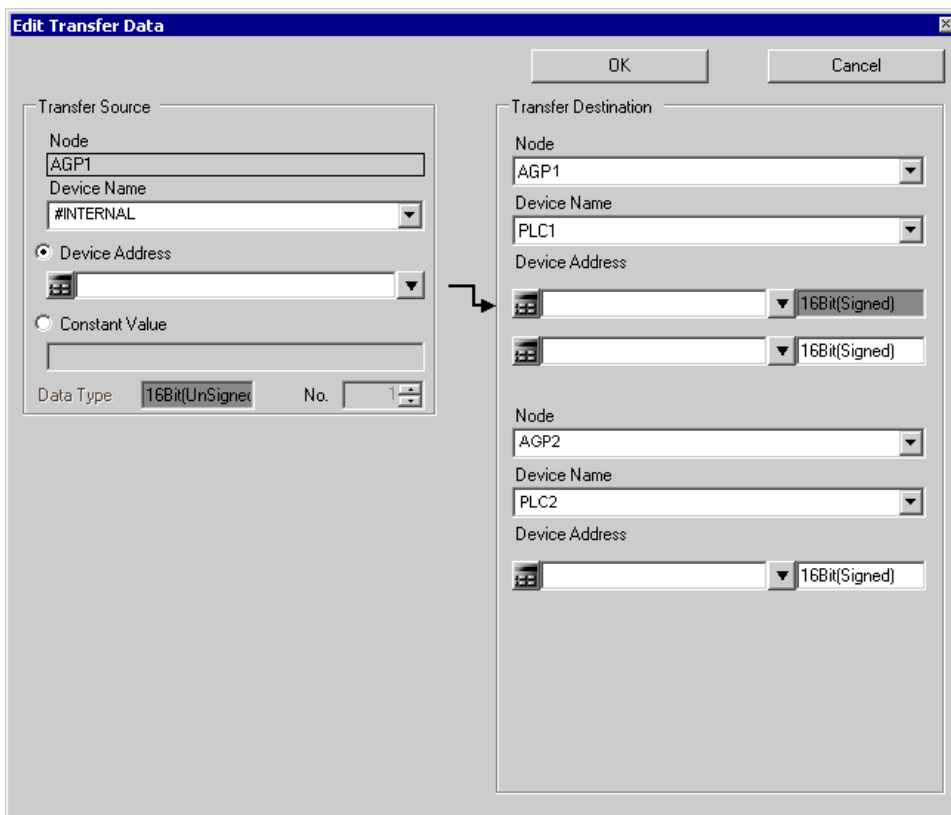 Edit Transfer Data
OK
Cancel
Transfer Source
Node
AGP1
Device Name
#INTERNAL
Device Address
Constant Value
Data Type
16Bit(UnSigned
No.
1
Transfer Destination
Node
AGP1
Device Name
PLC1
Device Address
16Bit(Signed)
16Bit(Signed)
Node
AGP2
Device Name
PLC2
Device Address
16Bit(Signed)